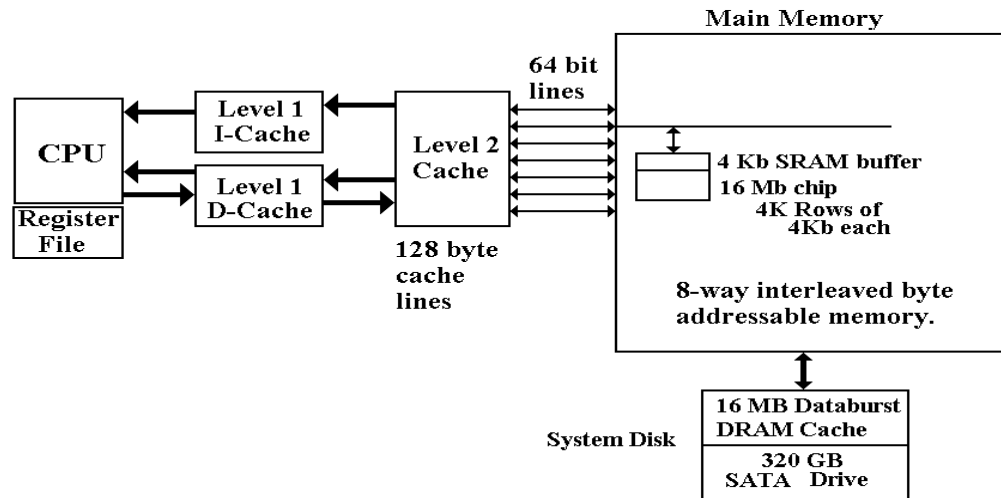 Main Memory
64 bit
lines
Level 1
I-Cache
CPU
Level 2
Cache
Level 1
D-Cache
Register
File
128 byte
cache
lines
4 Kb SRAM buffer
16 Mb chip
4K Rows of
4Kb each
8-way interleaved byte
addressable memory.
System Disk
16 MB Databurst
DRAM Cache
320 GB
SATA Drive